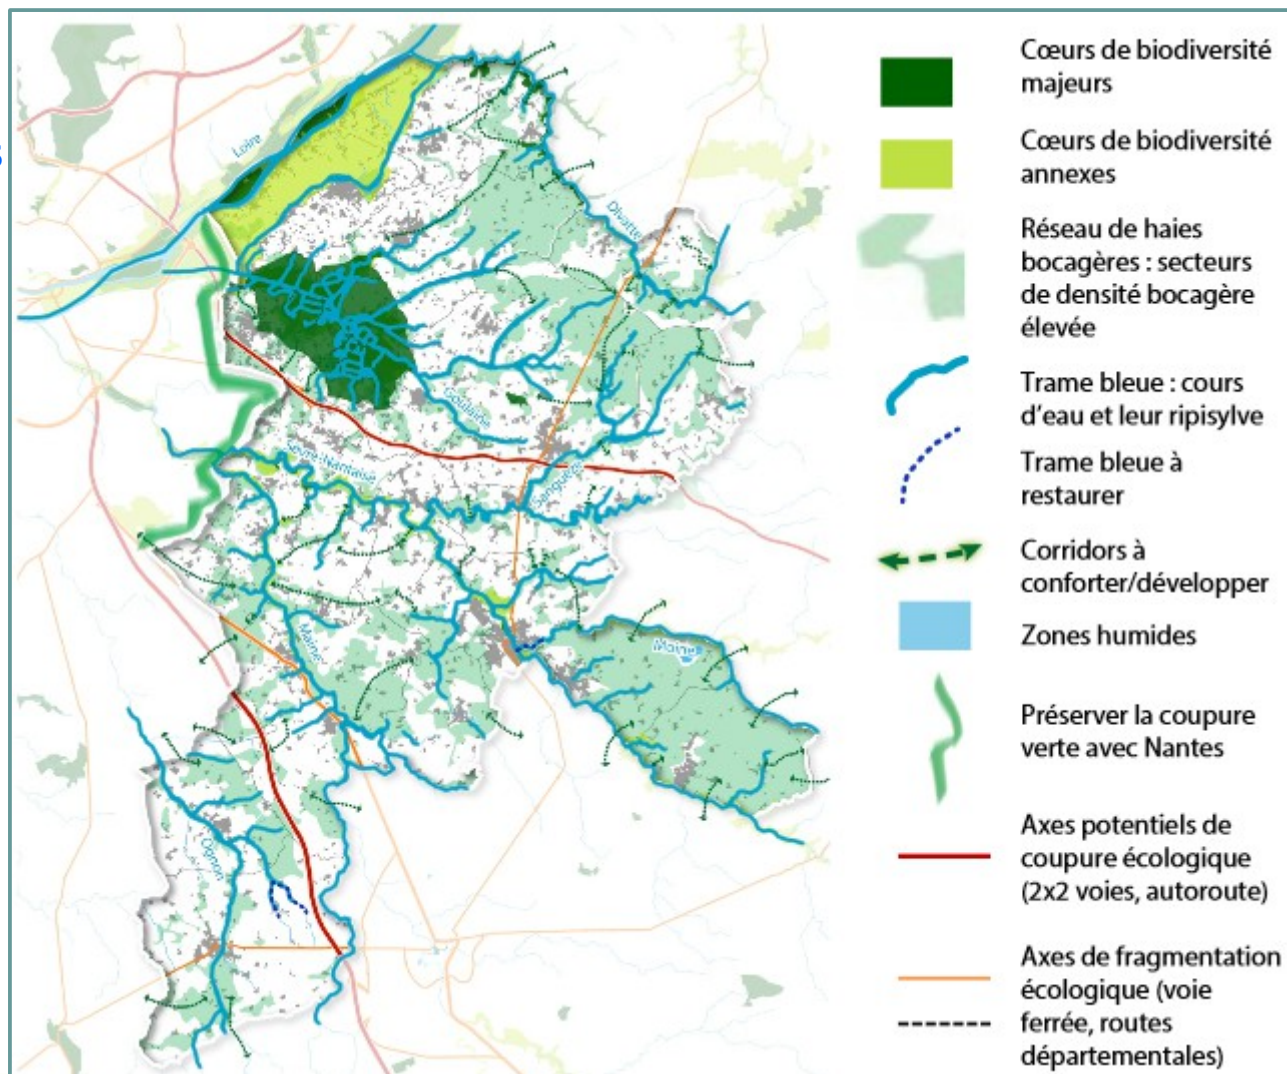 s
Loire
Divatte
Goulaine
Sèvre Nantaise
Sanguèze
Maine
Moine
Ognon
Cœurs de biodiversité
majeurs
Cœurs de biodiversité
annexes
Réseau de haies
bocagères : secteurs
de densité bocagère
élevée
Trame bleue : cours
d'eau et leur ripisylve
Trame bleue à
restaurer
Corridors à
conforter/développer
Zones humides
Préserver la coupure
verte avec Nantes
Axes potentiels de
coupure écologique
(2x2 voies, autoroute)
Axes de fragmentation
écologique (voie
ferrée, routes
départementales)